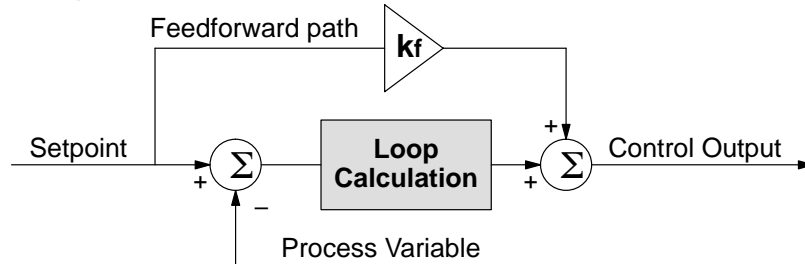 Feedforward path
kf
+
Setpoint
Σ
Loop
Calculation
Σ
Control Output
+
+
−
Process Variable